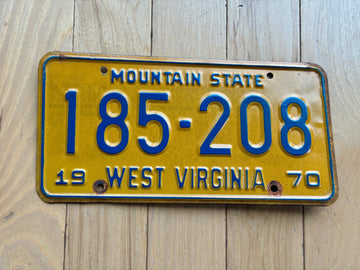 MOUNTAIN STATE
185-208
19 WEST VIRGINIA 70